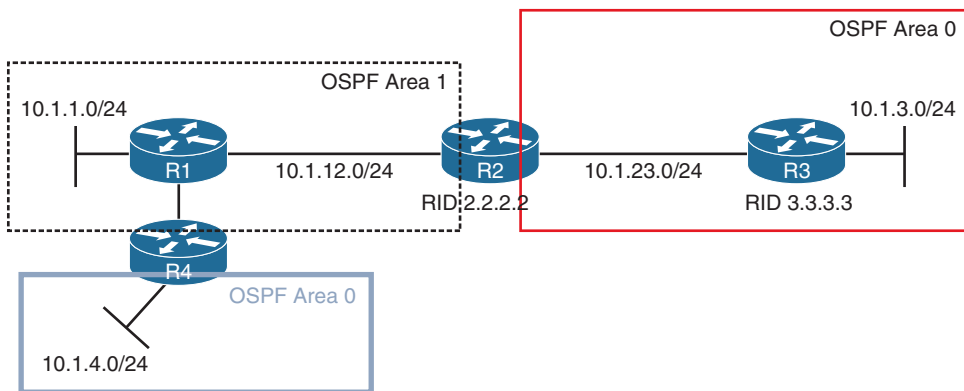 OSPF Area 0
OSPF Area 1
10.1.1.0/24
10.1.3.0/24
R1
10.1.12.0/24
R2
10.1.23.0/24
R3
RID 2.2.2.2
RID 3.3.3.3
R4
OSPF Area 0
10.1.4.0/24